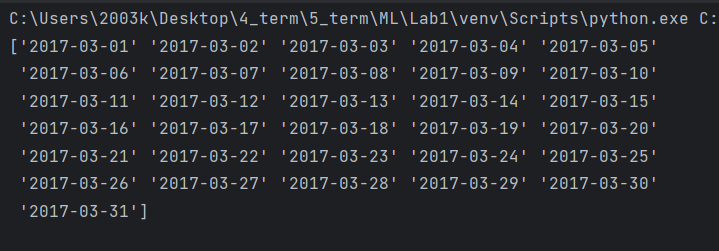 C:\Users\2003k\Desktop\4_term\5_term\ML\Lab1\venv\Scripts\python.exe C:
['2017-03-01' '2017-03-02' '2017-03-03' '2017-03-04' '2017-03-05'
'2017-03-06' '2017-03-07' '2017-03-08' '2017-03-09' '2017-03-10'
'2017-03-11' '2017-03-12' '2017-03-13' '2017-03-14' '2017-03-15'
'2017-03-16' '2017-03-17' '2017-03-18' '2017-03-19' '2017-03-20'
'2017-03-21' '2017-03-22' '2017-03-23' '2017-03-24' '2017-03-25'
'2017-03-26' '2017-03-27' '2017-03-28' '2017-03-29' '2017-03-30'
'2017-03-31']